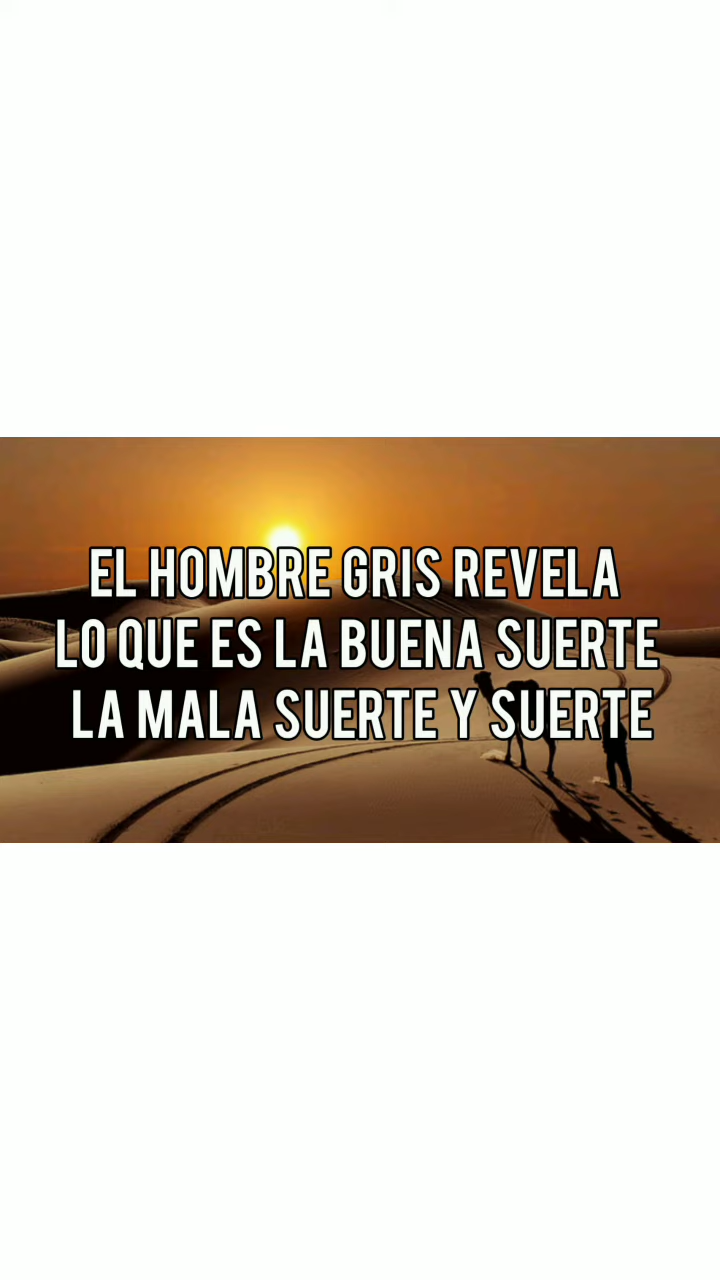 EL HOMBRE GRIS REVELA
LO QUE ES LA BUENA SUERTE
LA MALA SUERTE Y SUERTE